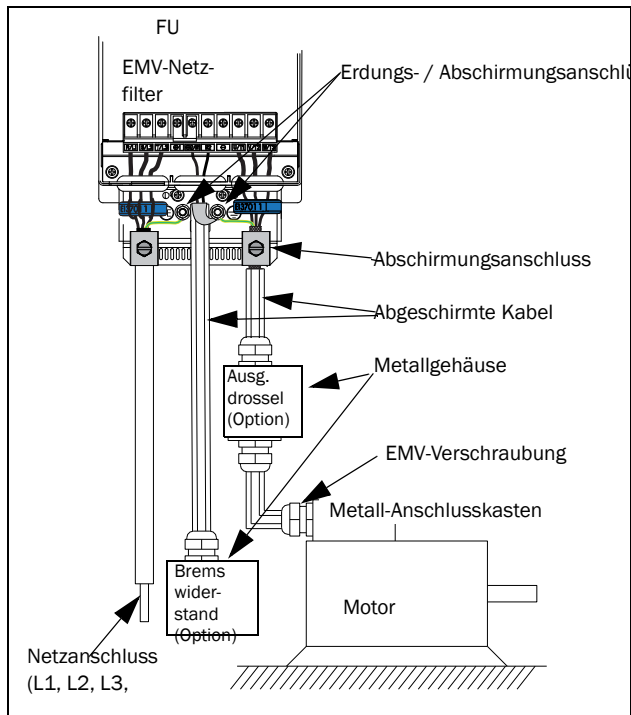 FU
EMV-Netz-
filter
Erdungs- / Abschirmungsanschlü
Abschirmungsanschluss
Abgeschirmte Kabel
Ausg.
drossel
(Option)
Metallgehäuse
EMV-Verschraubung
Metall-Anschlusskasten
Brems
wider-
stand
(Option)
Motor
Netzanschluss
(L1, L2, L3,